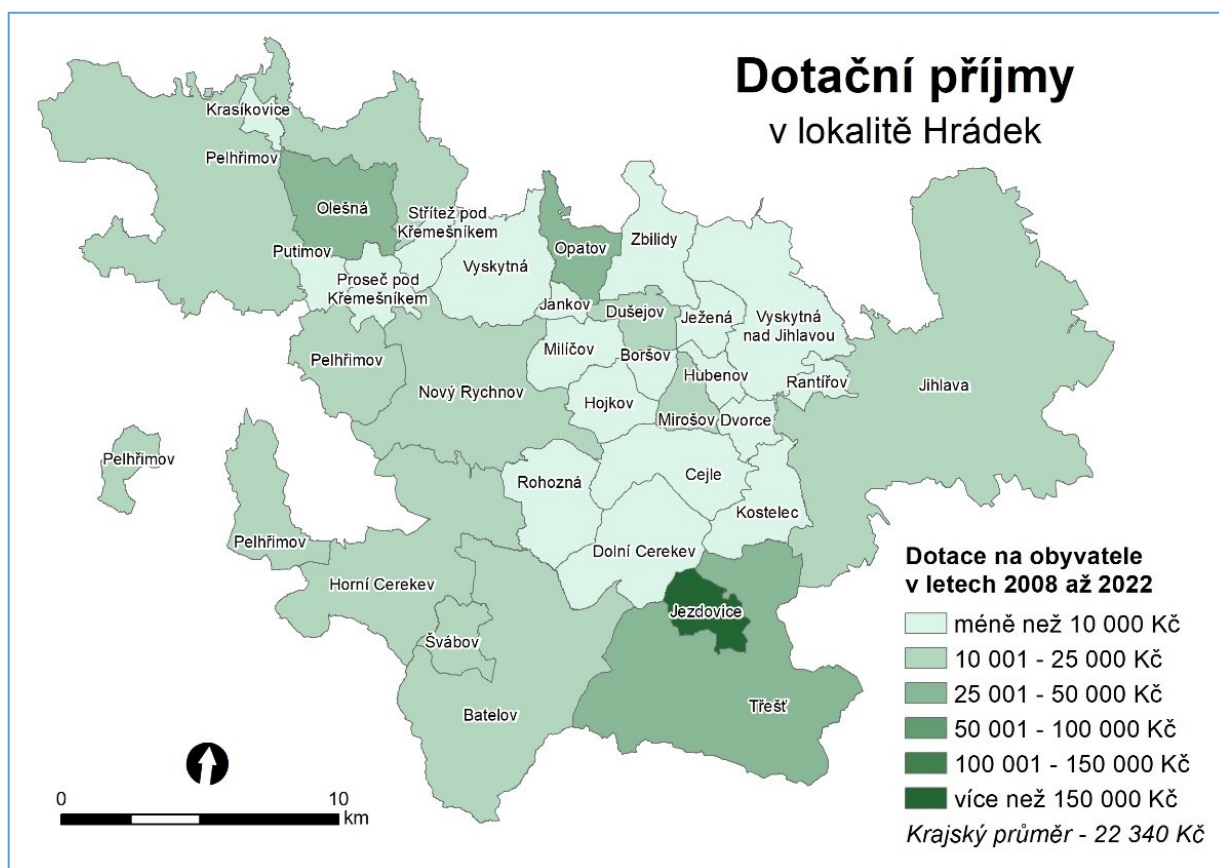 Dotační příjmy
v lokalitě Hrádek
Krasíkovice
Pelhřimov
Olešná
Střítež pod
Křemešníkem
Putimov
Proseč pod
Křemešníkem
Vyskytná
Opatov
Zbilidy
Jankov
Dušejov
Ježená
Vyskytná
nad Jihlavou
Pelhřimov
Milíčov
Boršov
Hubenov
Rantířov
Jihlava
Nový Rychnov
Hojkov
Mirošov
Dvorce
Pelhřimov
Rohozná
Cejle
Kostelec
Pelhřimov
Dolní Cerekev
Horní Cerekev
Jezdovice
Švábov
Batelov
Třešť
Dotace na obyvatele
v letech 2008 až 2022
méně než 10 000 Kč
10 001 - 25 000 Kč
25 001 - 50 000 Kč
50 001 - 100 000 Kč
100 001 - 150 000 Kč
více než 150 000 Kč
Krajský průměr - 22 340 Kč
0 10
km